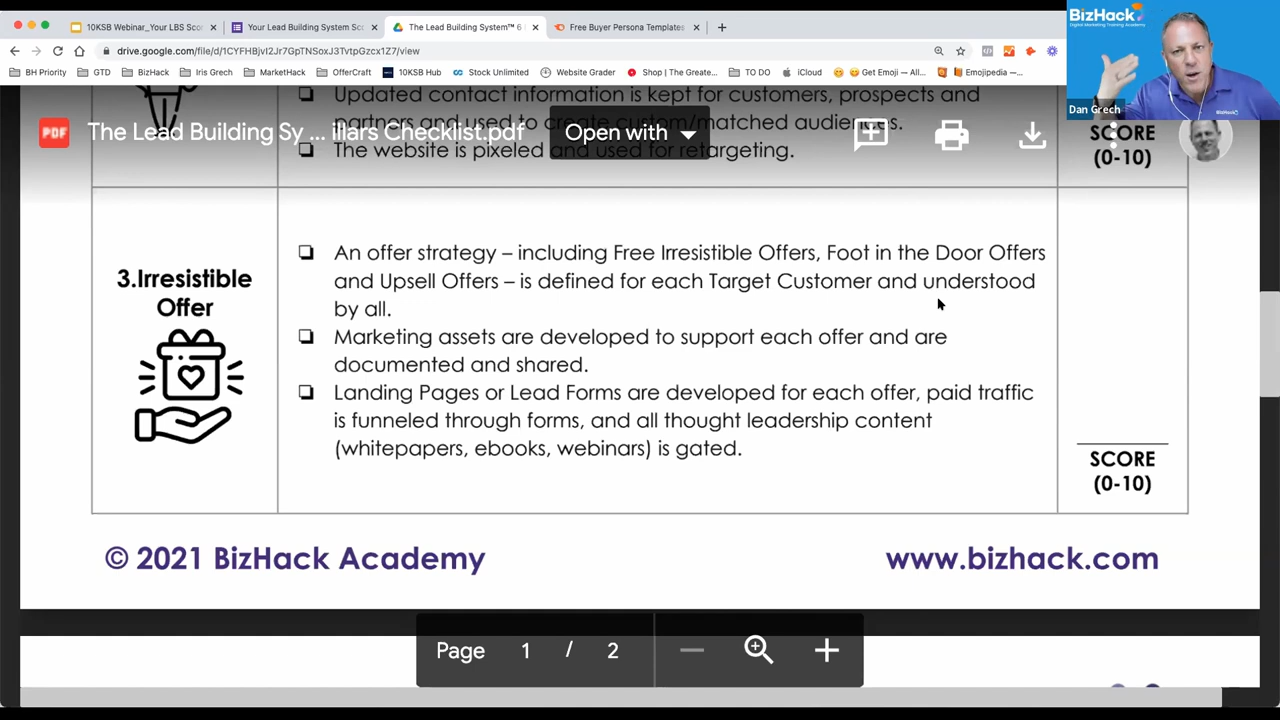 10KSB Webinar_Your LBS Scor
Your Lead Building System Sc
The Lead Building System™ 6
Free Buyer Persona Templates
drive.google.com/file/d/1CYFHBjvI2Jr7GpTNSoxJ3TvtpGzcx1Z7/view
BH Priority
GTD
BizHack
Iris Grech
MarketHack
OfferCraft
10KSB Hub
Stock Unlimited
Website Grader
Shop | The Greate...
TO DO
iCloud
Get Emoji — All...
Emojipedia —...
BizHack
Digital Marketing Training Academy
BizHack
Dan Grech
Updated contact information is kept for customers, prospects and
partners and used to create custom/matched audiences.
The website is pixeled and used for retargeting.
PDF
The Lead Building Sy ... illars Checklist.pdf
Open with
SCORE
(0-10)
3.Irresistible
Offer
An offer strategy – including Free Irresistible Offers, Foot in the Door Offers
and Upsell Offers – is defined for each Target Customer and understood
by all.
Marketing assets are developed to support each offer and are
documented and shared.
Landing Pages or Lead Forms are developed for each offer, paid traffic
is funneled through forms, and all thought leadership content
(whitepapers, ebooks, webinars) is gated.
SCORE
(0-10)
© 2021 BizHack Academy
www.bizhack.com
Page 1 / 2